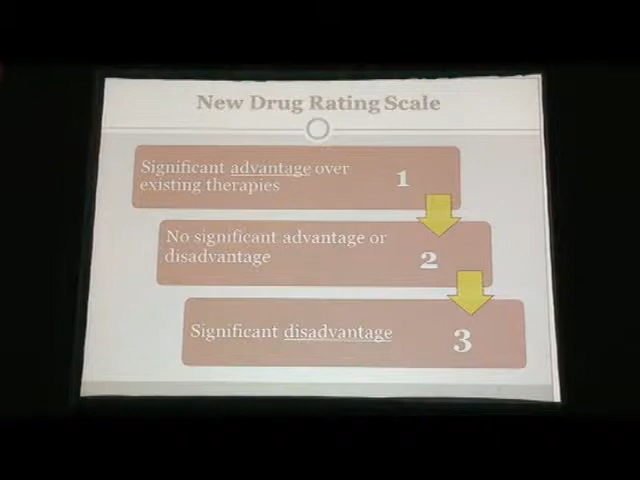 New Drug Rating Scale
Significant advantage over
existing therapies
1
No significant advantage or
disadvantage
2
Significant disadvantage
3